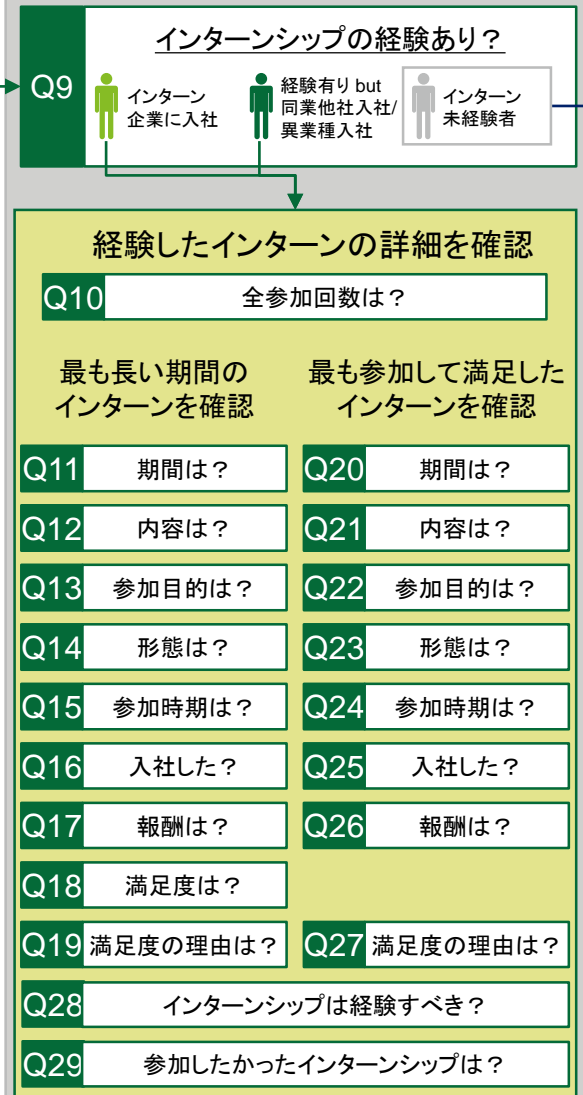 Q9
インターンシップの経験あり？
インターン
企業に入社
経験有り but
同業他社入社/
異業種入社
インターン
未経験者
経験したインターンの詳細を確認
Q10 全参加回数は？
最も長い期間の
インターンを確認
最も参加して満足した
インターンを確認
Q11 期間は？
Q20 期間は？
Q12 内容は？
Q21 内容は？
Q13 参加目的は？
Q22 参加目的は？
Q14 形態は？
Q23 形態は？
Q15 参加時期は？
Q24 参加時期は？
Q16 入社した？
Q25 入社した？
Q17 報酬は？
Q26 報酬は？
Q18 満足度は？
Q19 満足度の理由は？
Q27 満足度の理由は？
Q28 インターンシップは経験すべき？
Q29 参加したかったインターンシップは？